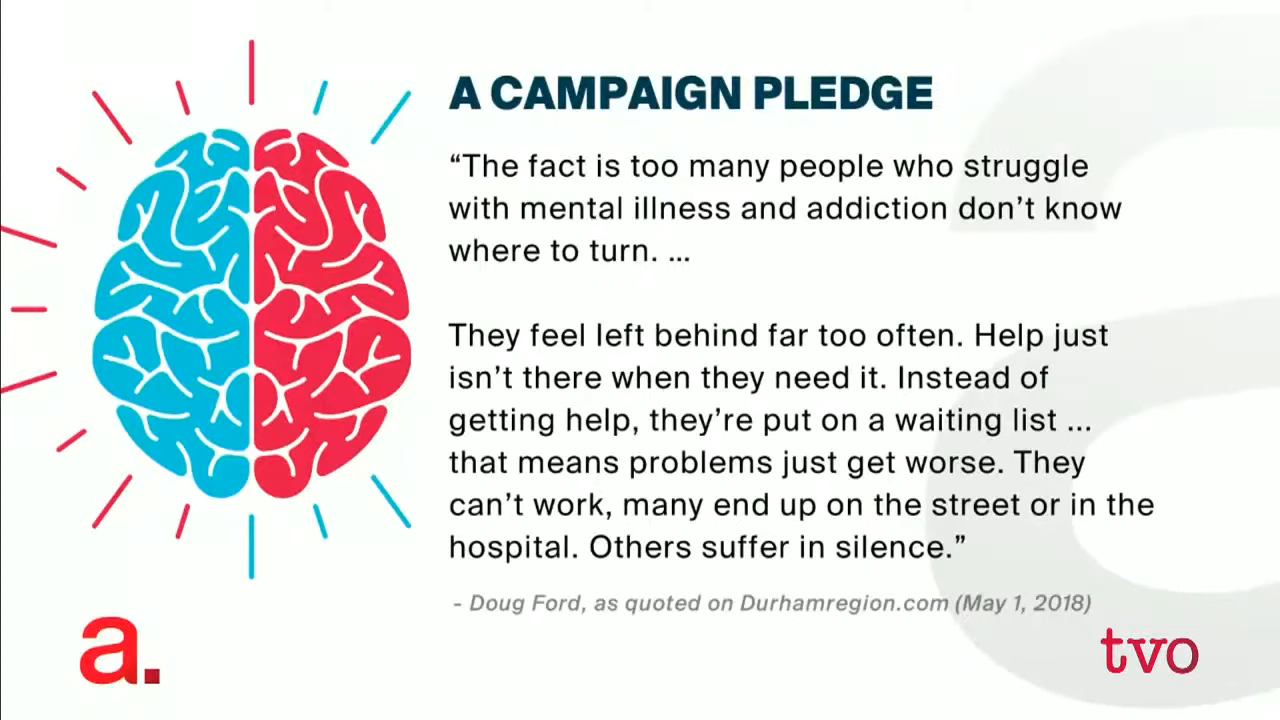 A CAMPAIGN PLEDGE
“The fact is too many people who struggle
with mental illness and addiction don’t know
where to turn. ...
They feel left behind far too often. Help just
isn’t there when they need it. Instead of
getting help, they’re put on a waiting list ...
that means problems just get worse. They
can’t work, many end up on the street or in the
hospital. Others suffer in silence.”
- Doug Ford, as quoted on Durhamregion.com (May 1, 2018)
a.
tvo